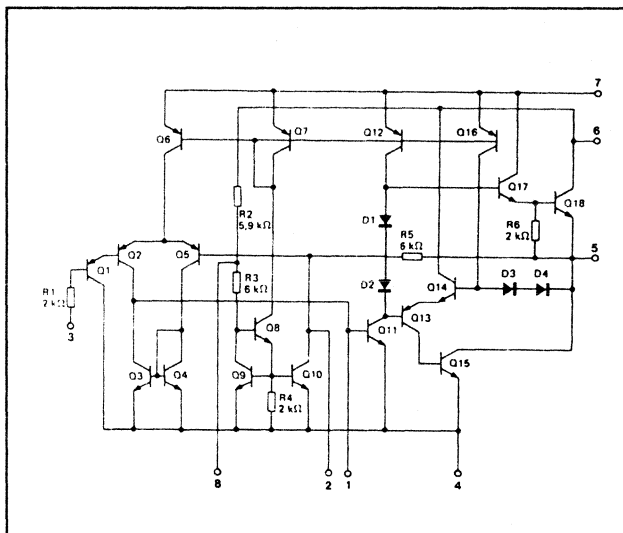 7
6
Q6
Q7
Q12
Q16
Q17
Q18
R2
5,9 kΩ
D1
R5
6 kΩ
R6
2 kΩ
5
Q1
Q2
Q5
R3
6 kΩ
D2
Q14
D3
D4
R1
2 kΩ
3
Q8
Q11
Q13
Q15
Q3
Q4
Q9
Q10
R4
2 kΩ
8
2
1
4